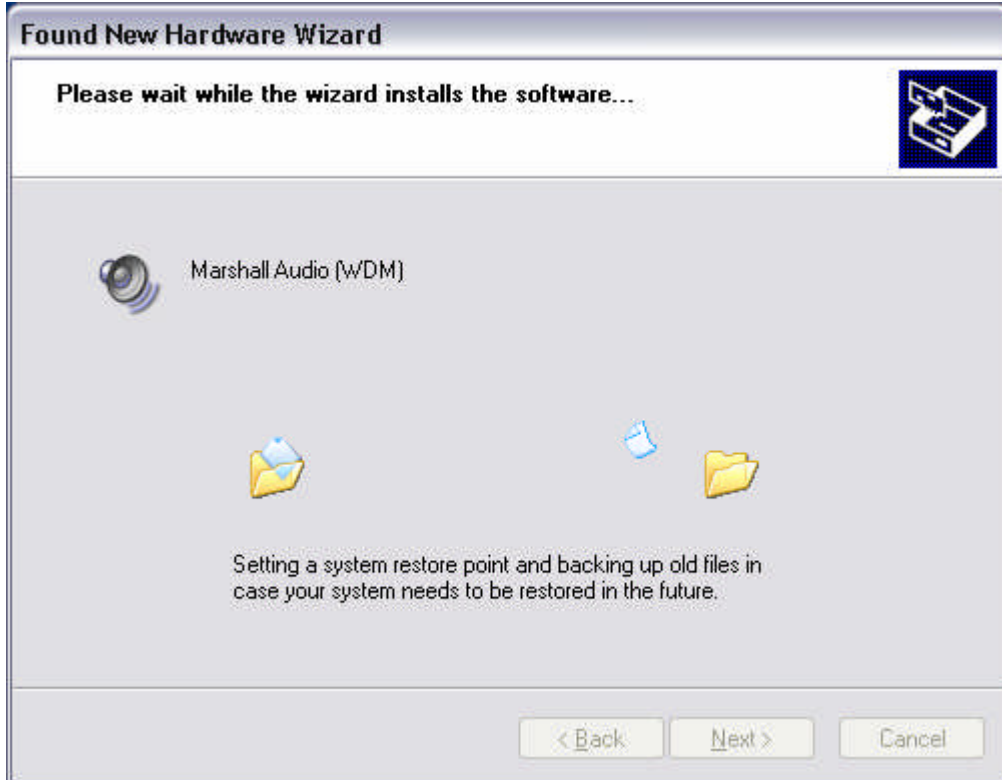 Found New Hardware Wizard
Please wait while the wizard installs the software...
Marshall Audio (WDM)
Setting a system restore point and backing up old files in
case your system needs to be restored in the future.
< Back
Next >
Cancel